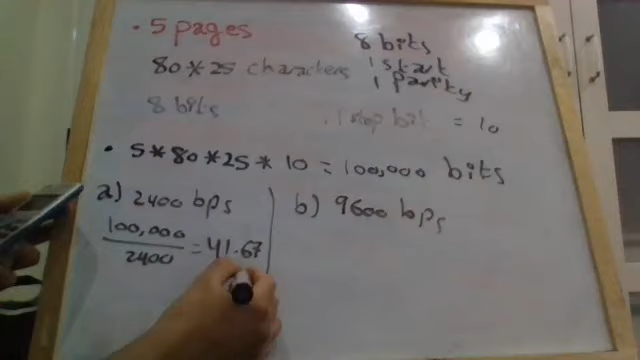 • 5 pages
80*25 characters
8 bits
8 bits
1 start
1 parity
1 stop bit = 10
• 5*80*25*10 = 100,000 bits
a) 2400 bps
100,000
2400
= 41.67
b) 9600 bps